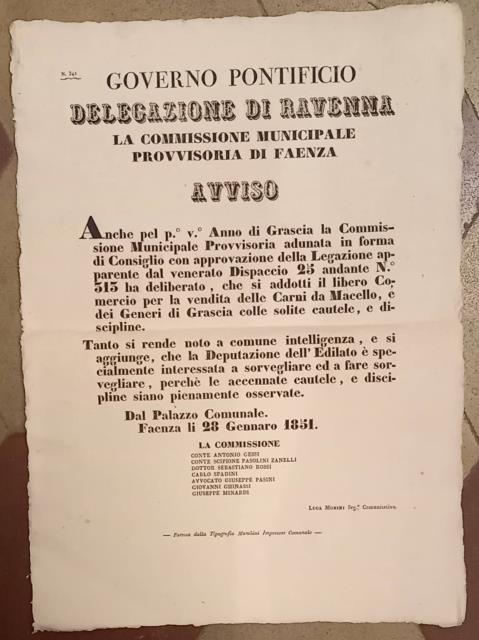 N. 341
GOVERNO PONTIFICIO
DELEGAZIONE DI RAVENNA
LA COMMISSIONE MUNICIPALE
PROVVISORIA DI FAENZA
AVVISO
Anche pel p.° v.° Anno di Grascia la Commis-
sione Municipale Provvisoria adunata in forma
di Consiglio con approvazione della Legazione ap-
parente dal venerato Dispaccio 25 andante N.°
313 ha deliberato, che si addotti il libero Co-
mercio per la vendita delle Carni da Macello, e
dei Generi di Grascia colle solite cautele, e di-
scipline.
Tanto si rende noto a comune intelligenza, e si
aggiunge, che la Deputazione dell'Edilato è spe-
cialmente interessata a sorvegliare ed a fare sor-
vegliare, perchè le accennate cautele, e disci-
pline siano pienamente osservate.
Dal Palazzo Comunale.
Faenza li 28 Gennaro 1851.
LA COMMISSIONE
CONTE ANTONIO GESSI
CONTE SCIPIONE PASOLINI ZANELLI
DOTTOR SEBASTIANO BOSSI
CARLO SPADINI
AVVOCATO GIUSEPPE PASINI
GIOVANNI GHINASSI
GIUSEPPE MINARDI
LUCA MORINI Seg.° Comunitativo.
— Faenza dalla Tipografia Montanari Impressor Comunale —